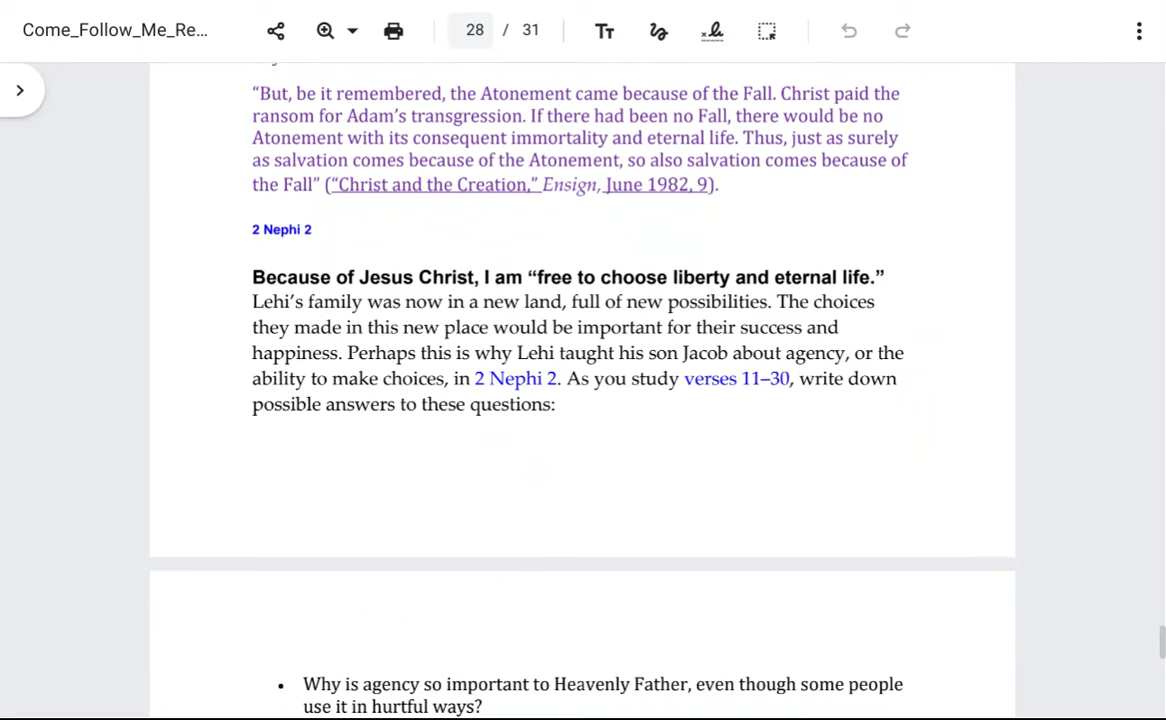 Come_Follow_Me_Re...
28 / 31
“But, be it remembered, the Atonement came because of the Fall. Christ paid the
ransom for Adam’s transgression. If there had been no Fall, there would be no
Atonement with its consequent immortality and eternal life. Thus, just as surely
as salvation comes because of the Atonement, so also salvation comes because of
the Fall” (“Christ and the Creation,” Ensign, June 1982, 9).
2 Nephi 2
Because of Jesus Christ, I am “free to choose liberty and eternal life.”
Lehi’s family was now in a new land, full of new possibilities. The choices
they made in this new place would be important for their success and
happiness. Perhaps this is why Lehi taught his son Jacob about agency, or the
ability to make choices, in 2 Nephi 2. As you study verses 11–30, write down
possible answers to these questions:
• Why is agency so important to Heavenly Father, even though some people
use it in hurtful ways?